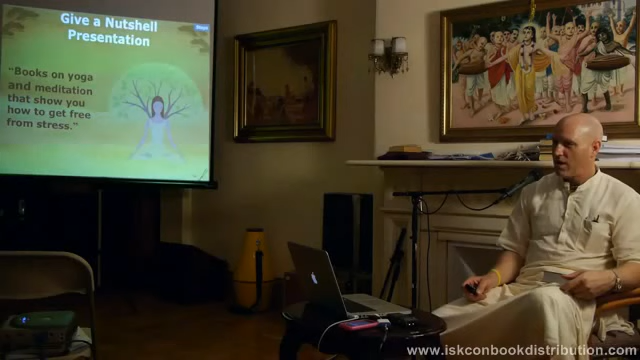 Give a Nutshell
Presentation
"Books on yoga
and meditation
that show you
how to get free
from stress."
www.iskconbookdistribution.com